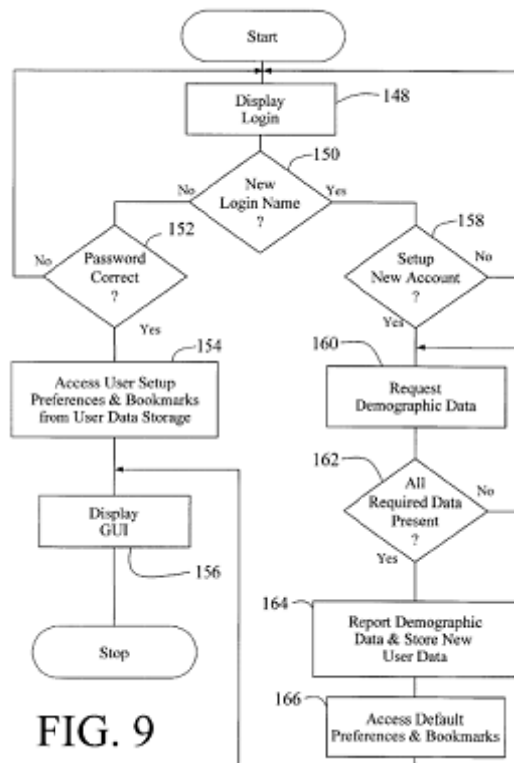 Start
Display
Login
148
150
New
Login Name
?
No
Yes
152
158
Password
Correct
?
No
Setup
New Account
?
No
Yes
Yes
154
160
Access User Setup
Preferences & Bookmarks
from User Data Storage
Request
Demographic Data
162
All
Required Data
Present
?
No
Display
GUI
156
Yes
164
Report Demographic
Data & Store New
User Data
Stop
166
Access Default
Preferences & Bookmarks
FIG. 9